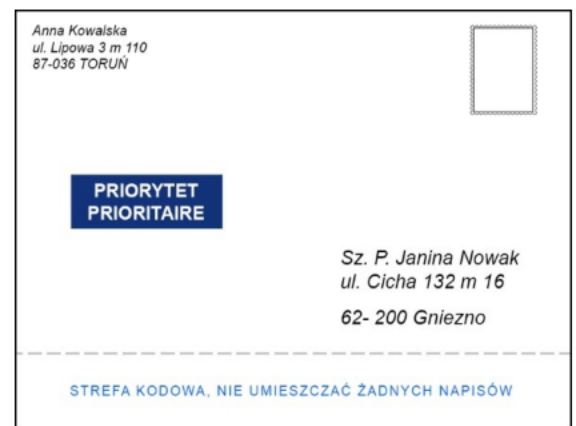 Anna Kowalska
ul. Lipowa 3 m 110
87-036 TORUŃ
PRIORYTET
PRIORITAIRE
Sz. P. Janina Nowak
ul. Cicha 132 m 16
62- 200 Gniezno
STREFA KODOWA, NIE UMIESZCZAĆ ŻADNYCH NAPISÓW